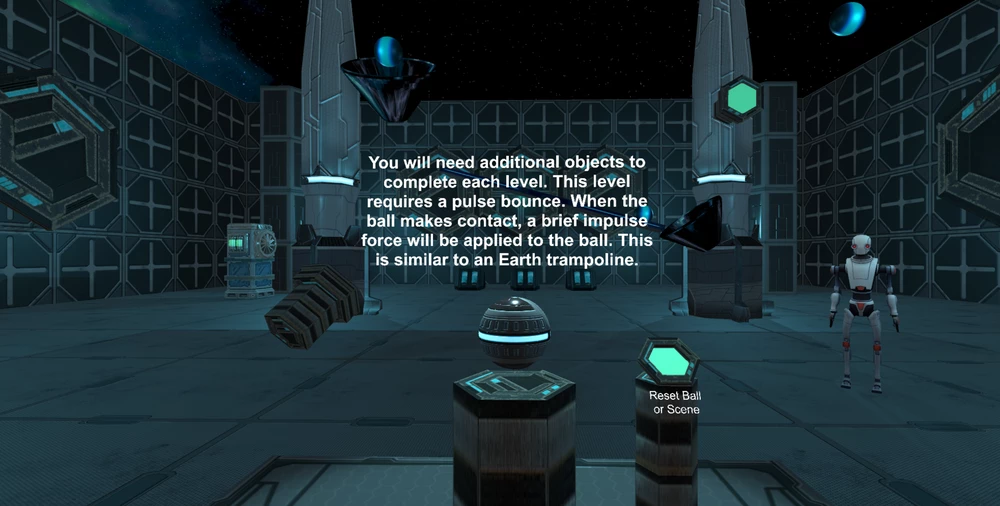 You will need additional objects to
complete each level. This level
requires a pulse bounce. When the
ball makes contact, a brief impulse
force will be applied to the ball. This
is similar to an Earth trampoline.
Reset Ball
or Scene